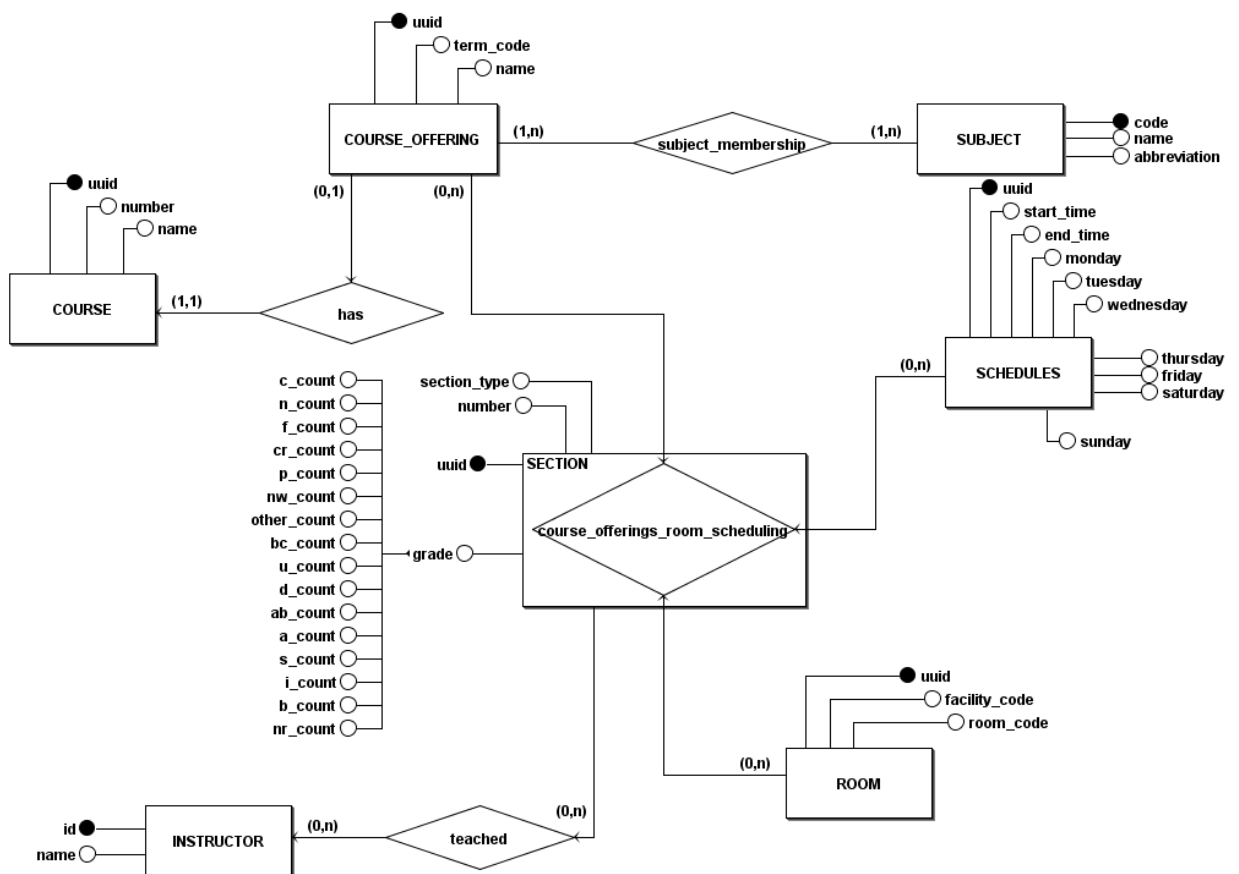 uuid
term_code
name
COURSE_OFFERING
(1,n)
subject_membership
(1,n)
SUBJECT
code
name
abbreviation
(0,1)
(0,n)
uuid
number
name
COURSE
(1,1)
has
uuid
start_time
end_time
monday
tuesday
wednesday
(0,n)
SCHEDULES
thursday
friday
saturday
sunday
c_count
n_count
f_count
cr_count
p_count
nw_count
other_count
bc_count
u_count
d_count
ab_count
a_count
s_count
i_count
b_count
nr_count
grade
section_type
number
uuid
SECTION
course_offerings_room_scheduling
uuid
facility_code
room_code
(0,n)
ROOM
id
name
INSTRUCTOR
(0,n)
teached
(0,n)